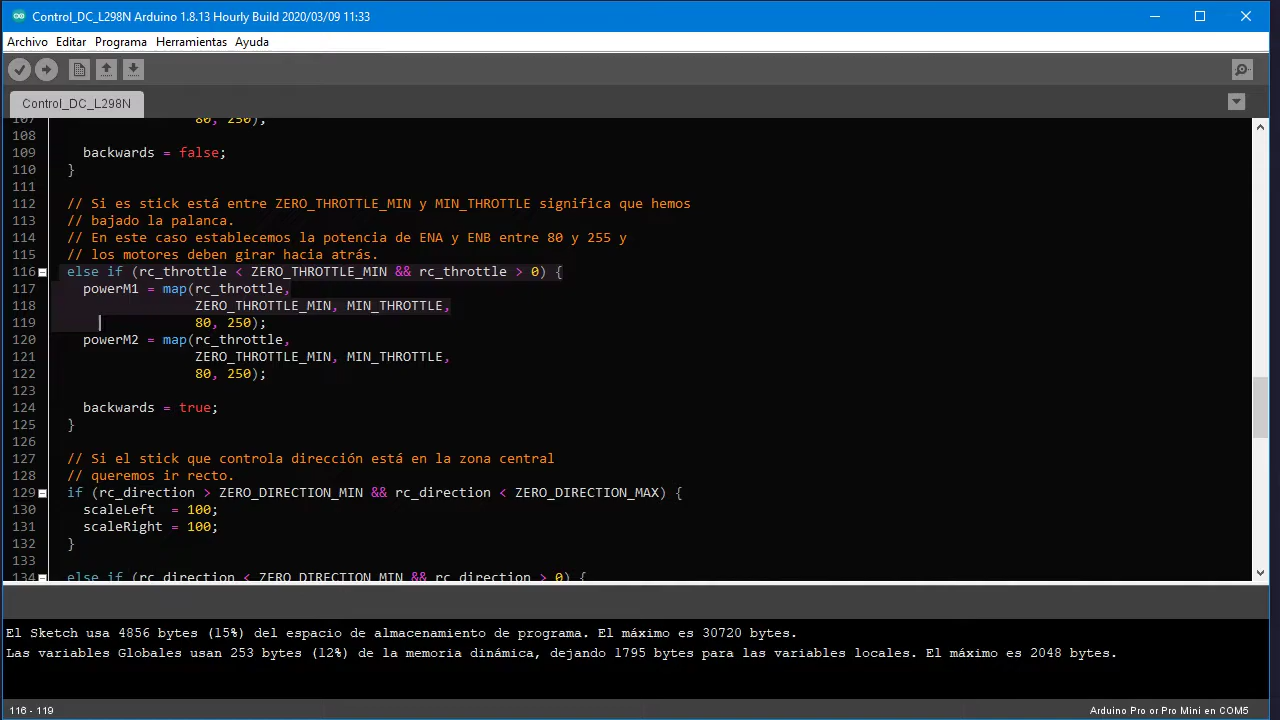 Control_DC_L298N Arduino 1.8.13 Hourly Build 2020/03/09 11:33
Archivo Editar Programa Herramientas Ayuda
Control_DC_L298N
107 80, 250);
108
109 backwards = false;
110 }
111
112 // Si es stick está entre ZERO_THROTTLE_MIN y MIN_THROTTLE significa que hemos
113 // bajado la palanca.
114 // En este caso establecemos la potencia de ENA y ENB entre 80 y 255 y
115 // los motores deben girar hacia atrás.
116 else if (rc_throttle < ZERO_THROTTLE_MIN && rc_throttle > 0) {
117 powerM1 = map(rc_throttle,
118 ZERO_THROTTLE_MIN, MIN_THROTTLE,
119 80, 250);
120 powerM2 = map(rc_throttle,
121 ZERO_THROTTLE_MIN, MIN_THROTTLE,
122 80, 250);
123
124 backwards = true;
125 }
126
127 // Si el stick que controla dirección está en la zona central
128 // queremos ir recto.
129 if (rc_direction > ZERO_DIRECTION_MIN && rc_direction < ZERO_DIRECTION_MAX) {
130 scaleLeft = 100;
131 scaleRight = 100;
132 }
133
134 else if (rc_direction < ZERO_DIRECTION_MIN && rc_direction > 0) {
El Sketch usa 4856 bytes (15%) del espacio de almacenamiento de programa. El máximo es 30720 bytes.
Las variables Globales usan 253 bytes (12%) de la memoria dinámica, dejando 1795 bytes para las variables locales. El máximo es 2048 bytes.
116 - 119 Arduino Pro or Pro Mini en COM5